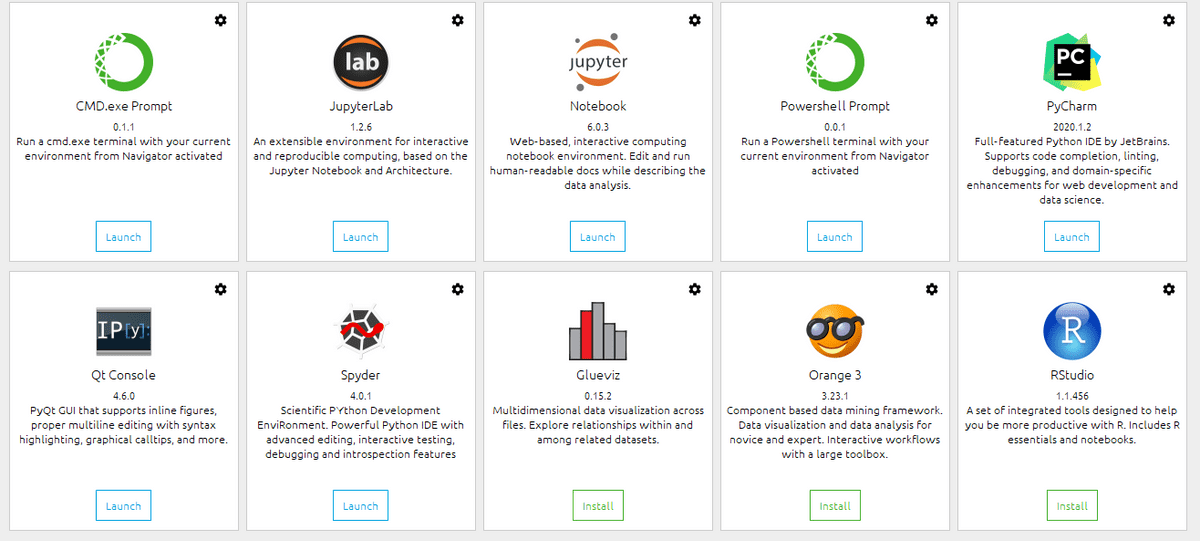 lab
jupyter
PC
CMD.exe Prompt
0.1.1
Run a cmd.exe terminal with your current
environment from Navigator activated
Launch
JupyterLab
1.2.6
An extensible environment for interactive
and reproducible computing, based on the
Jupyter Notebook and Architecture.
Launch
Notebook
6.0.3
Web-based, interactive computing
notebook environment. Edit and run
human-readable docs while describing the
data analysis.
Launch
Powershell Prompt
0.0.1
Run a Powershell terminal with your
current environment from Navigator
activated
Launch
PyCharm
2020.1.2
Full-featured Python IDE by JetBrains.
Supports code completion, linting,
debugging, and domain-specific
enhancements for web development and
data science.
Launch
IP[y]:
Qt Console
4.6.0
PyQt GUI that supports inline figures,
proper multiline editing with syntax
highlighting, graphical calltips, and more.
Launch
Spyder
4.0.1
Scientific PYthon Development
EnviRonment. Powerful Python IDE with
advanced editing, interactive testing,
debugging and introspection features
Launch
Glueviz
0.15.2
Multidimensional data visualization across
files. Explore relationships within and
among related datasets.
Install
Orange 3
3.23.1
Component based data mining framework.
Data visualization and data analysis for
novice and expert. Interactive workflows
with a large toolbox.
Install
R
RStudio
1.1.456
A set of integrated tools designed to help
you be more productive with R. Includes R
essentials and notebooks.
Install